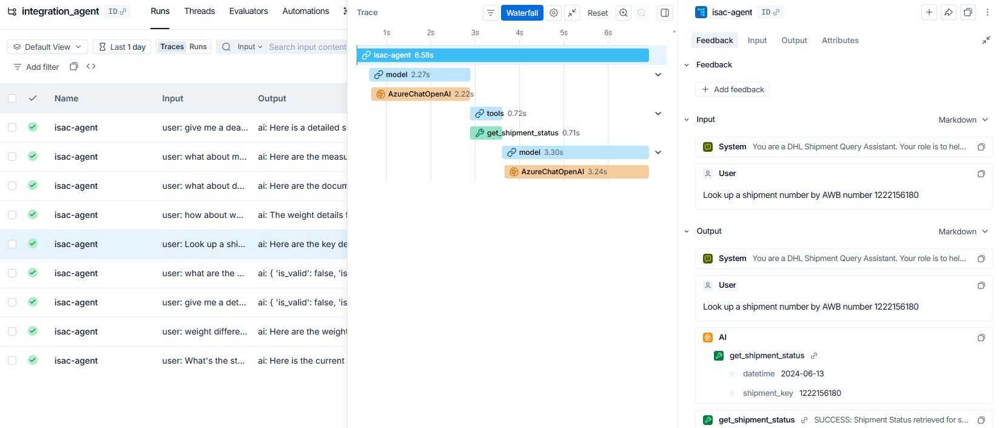 integration_agent ID
Runs Threads Evaluators Automations
Default View Last 1 day Traces Runs Input Search input content
Add filter
Name Input Output
isac-agent user: give me a dea... ai: Here is a detailed s
isac-agent user: what about m... ai: Here are the measu
isac-agent user: what about d... ai: Here are the docum
isac-agent user: how about w... ai: The weight details f
isac-agent user: Look up a shi... ai: Here are the key de
isac-agent user: what are the ... ai: { 'is_valid': false, 'is
isac-agent user: give me a det... ai: { 'is_valid': false, 'is
isac-agent user: weight differe... ai: Here are the weight
isac-agent user: What's the st... ai: Here is the current
Trace Waterfall Reset
1s 2s 3s 4s 5s 6s
isac-agent 6.58s
model 2.27s
AzureChatOpenAI 2.22s
tools 0.72s
get_shipment_status 0.71s
model 3.30s
AzureChatOpenAI 3.24s
isac-agent ID
Feedback Input Output Attributes
Feedback
Add feedback
Input Markdown
System You are a DHL Shipment Query Assistant. Your role is to hel...
User
Look up a shipment number by AWB number 1222156180
Output Markdown
System You are a DHL Shipment Query Assistant. Your role is to hel...
User
Look up a shipment number by AWB number 1222156180
AI
get_shipment_status
datetime 2024-06-13
shipment_key 1222156180
get_shipment_status SUCCESS: Shipment Status retrieved for s...